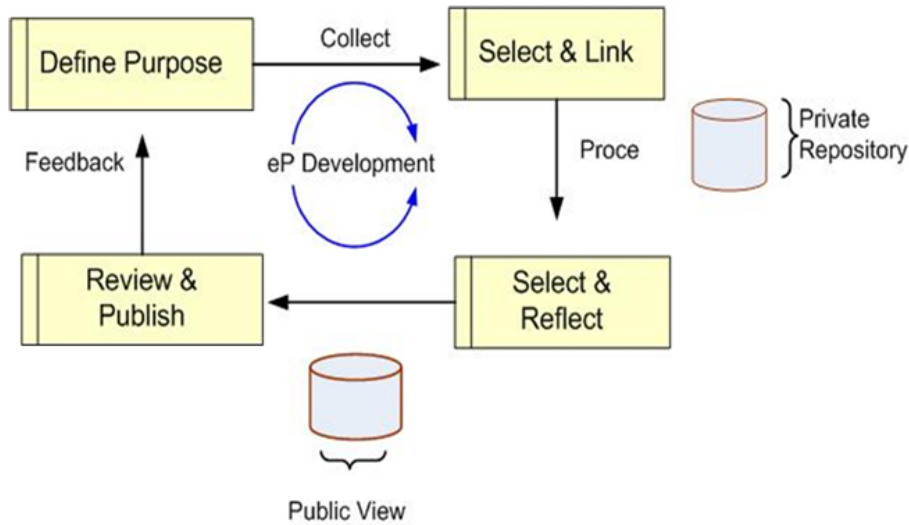 Collect
Define Purpose
Select & Link
Feedback
eP Development
Proce
Private
Repository
Review &
Publish
Select &
Reflect
Public View